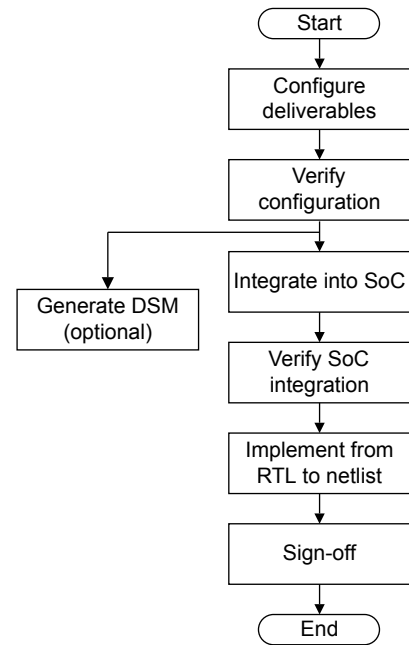 Start
Configure
deliverables
Verify
configuration
Generate DSM
(optional)
Integrate into SoC
Verify SoC
integration
Implement from
RTL to netlist
Sign-off
End